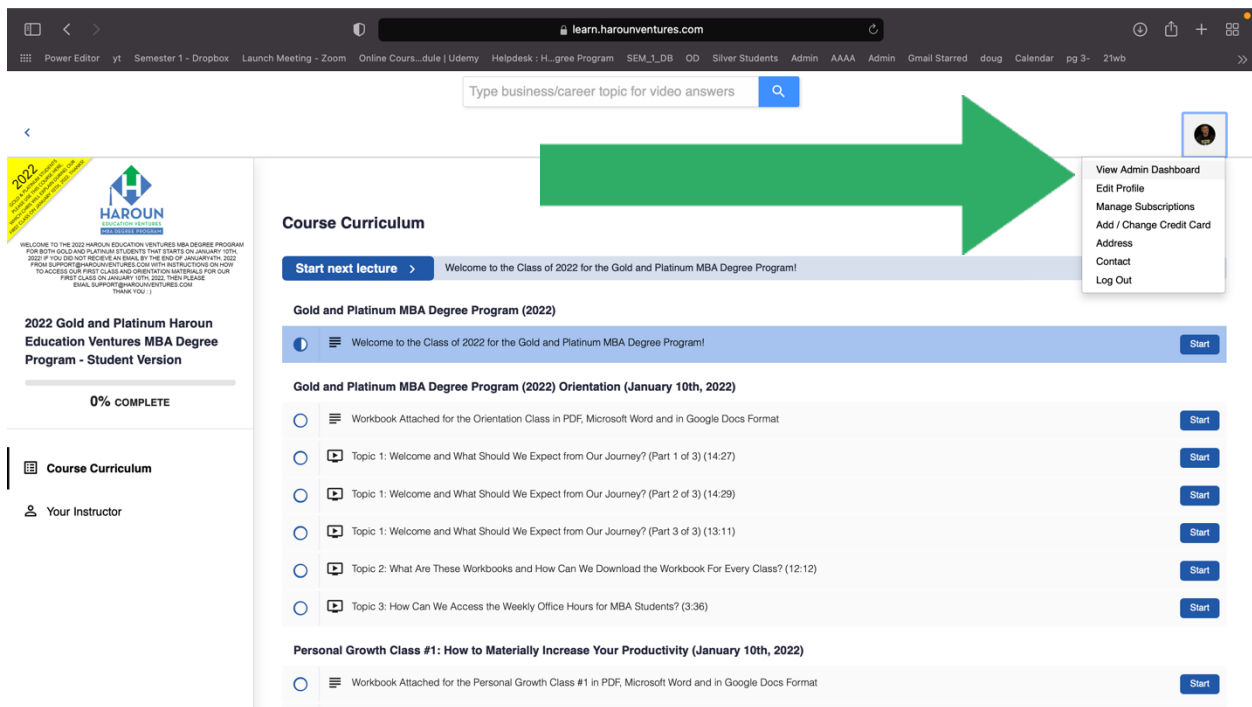 learn.harounventures.com
Power Editor yt Semester 1 - Dropbox Launch Meeting - Zoom Online Cours...dule | Udemy Helpdesk : H...gree Program SEM_1_DB OD Silver Students Admin AAAA Admin Gmail Starred doug Calendar pg 3- 21wb
Type business/career topic for video answers
View Admin Dashboard
Edit Profile
Manage Subscriptions
Add / Change Credit Card
Address
Contact
Log Out
2022
HAROUN
EDUCATION VENTURES
MBA DEGREE PROGRAM
WELCOME TO THE 2022 HAROUN EDUCATION VENTURES MBA DEGREE PROGRAM
FOR BOTH GOLD AND PLATINUM STUDENTS THAT STARTS ON JANUARY 10TH,
2022! IF YOU DID NOT RECIEVE AN EMAIL BY THE END OF JANUARY4TH, 2022
FROM SUPPORT@HAROUNVENTURES.COM WITH INSTRUCTIONS ON HOW
TO ACCESS OUR FIRST CLASS AND ORIENTATION MATERIALS FOR OUR
FIRST CLASS ON JANUARY 10TH, 2022, THEN PLEASE
EMAIL SUPPORT@HAROUNVENTURES.COM
THANK YOU : )
2022 Gold and Platinum Haroun
Education Ventures MBA Degree
Program - Student Version
0% COMPLETE
Course Curriculum
Your Instructor
Course Curriculum
Start next lecture > Welcome to the Class of 2022 for the Gold and Platinum MBA Degree Program!
Gold and Platinum MBA Degree Program (2022)
Welcome to the Class of 2022 for the Gold and Platinum MBA Degree Program! Start
Gold and Platinum MBA Degree Program (2022) Orientation (January 10th, 2022)
Workbook Attached for the Orientation Class in PDF, Microsoft Word and in Google Docs Format Start
Topic 1: Welcome and What Should We Expect from Our Journey? (Part 1 of 3) (14:27) Start
Topic 1: Welcome and What Should We Expect from Our Journey? (Part 2 of 3) (14:29) Start
Topic 1: Welcome and What Should We Expect from Our Journey? (Part 3 of 3) (13:11) Start
Topic 2: What Are These Workbooks and How Can We Download the Workbook For Every Class? (12:12) Start
Topic 3: How Can We Access the Weekly Office Hours for MBA Students? (3:36) Start
Personal Growth Class #1: How to Materially Increase Your Productivity (January 10th, 2022)
Workbook Attached for the Personal Growth Class #1 in PDF, Microsoft Word and in Google Docs Format Start